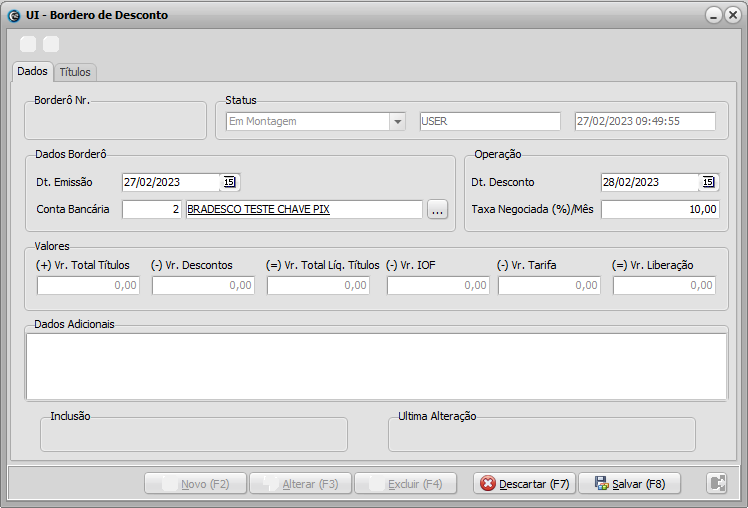 UI - Bordero de Desconto
Dados Títulos
Borderô Nr. Status
Em Montagem USER 27/02/2023 09:49:55
Dados Borderô Operação
Dt. Emissão 27/02/2023 15 Dt. Desconto 28/02/2023 15
Conta Bancária 2 BRADESCO TESTE CHAVE PIX ... Taxa Negociada (%)/Mês 10,00
Valores
(+) Vr. Total Títulos (-) Vr. Descontos (=) Vr. Total Líq. Títulos (-) Vr. IOF (-) Vr. Tarifa (=) Vr. Liberação
0,00 0,00 0,00 0,00 0,00 0,00
Dados Adicionais
Inclusão Ultima Alteração
Novo (F2) Alterar (F3) Excluir (F4) Descartar (F7) Salvar (F8)